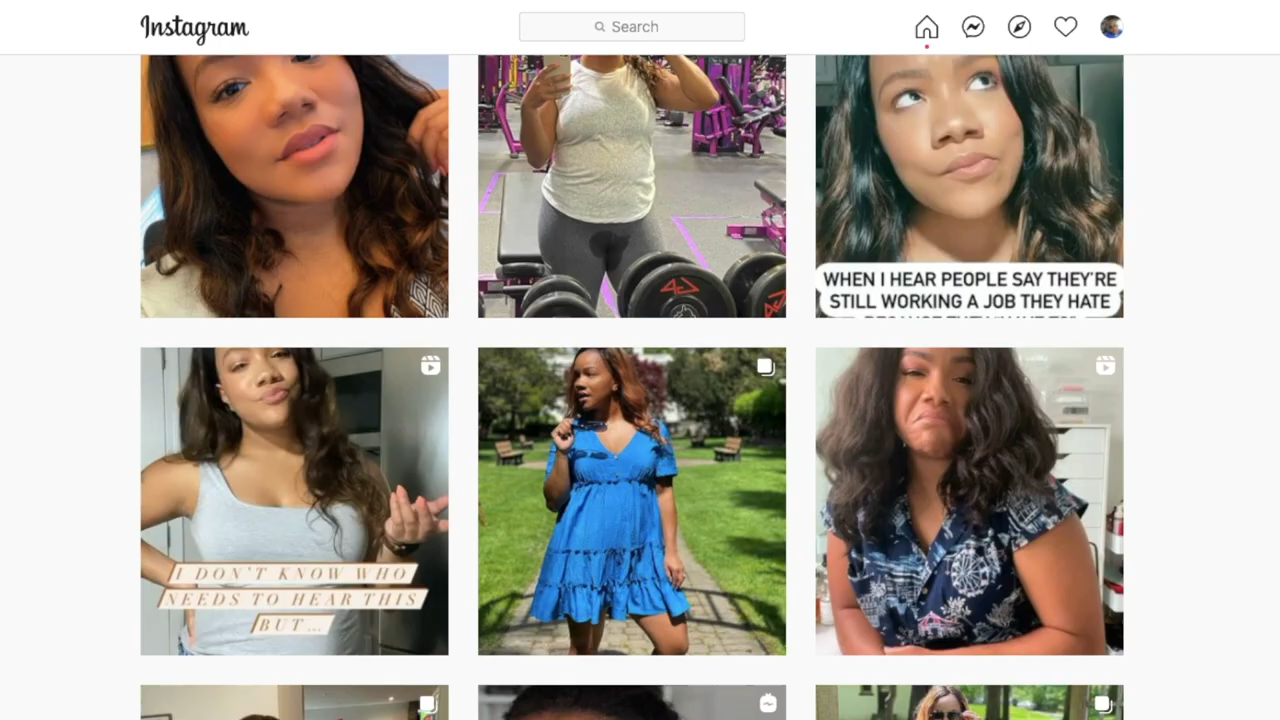 Instagram
Search
WHEN I HEAR PEOPLE SAY THEY'RE
STILL WORKING A JOB THEY HATE
I DON'T KNOW WHO
NEEDS TO HEAR THIS
BUT...